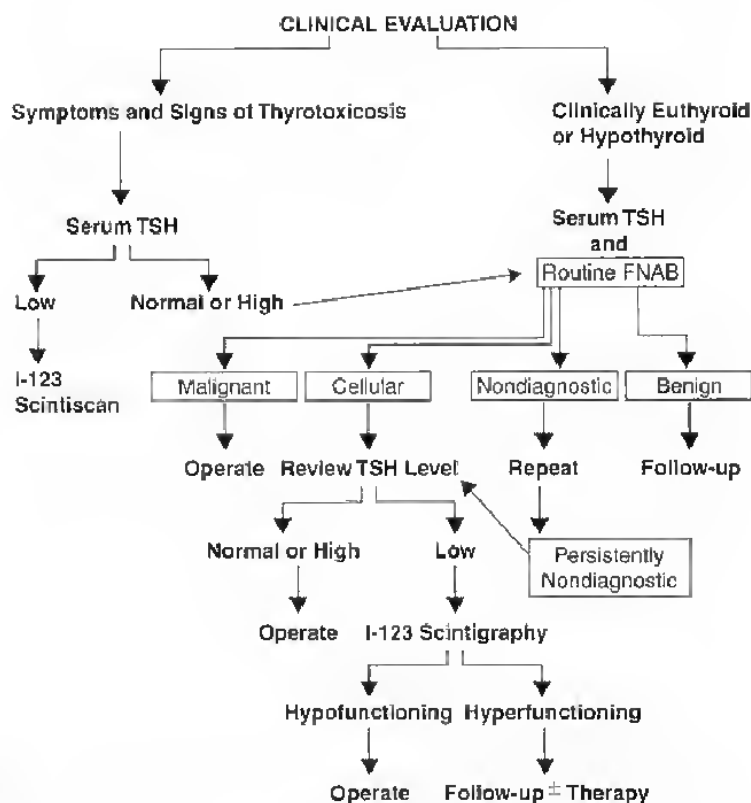 CLINICAL EVALUATION
Symptoms and Signs of Thyrotoxicosis
Clinically Euthyroid
or Hypothyroid
Serum TSH
Serum TSH
and
Routine FNAB
Low
Normal or High
I-123
Scintiscan
Malignant
Cellular
Nondiagnostic
Benign
Operate
Review TSH Level
Repeat
Follow-up
Normal or High
Low
Persistently
Nondiagnostic
Operate
I-123 Scintigraphy
Hypofunctioning
Hyperfunctioning
Operate
Follow-up ± Therapy